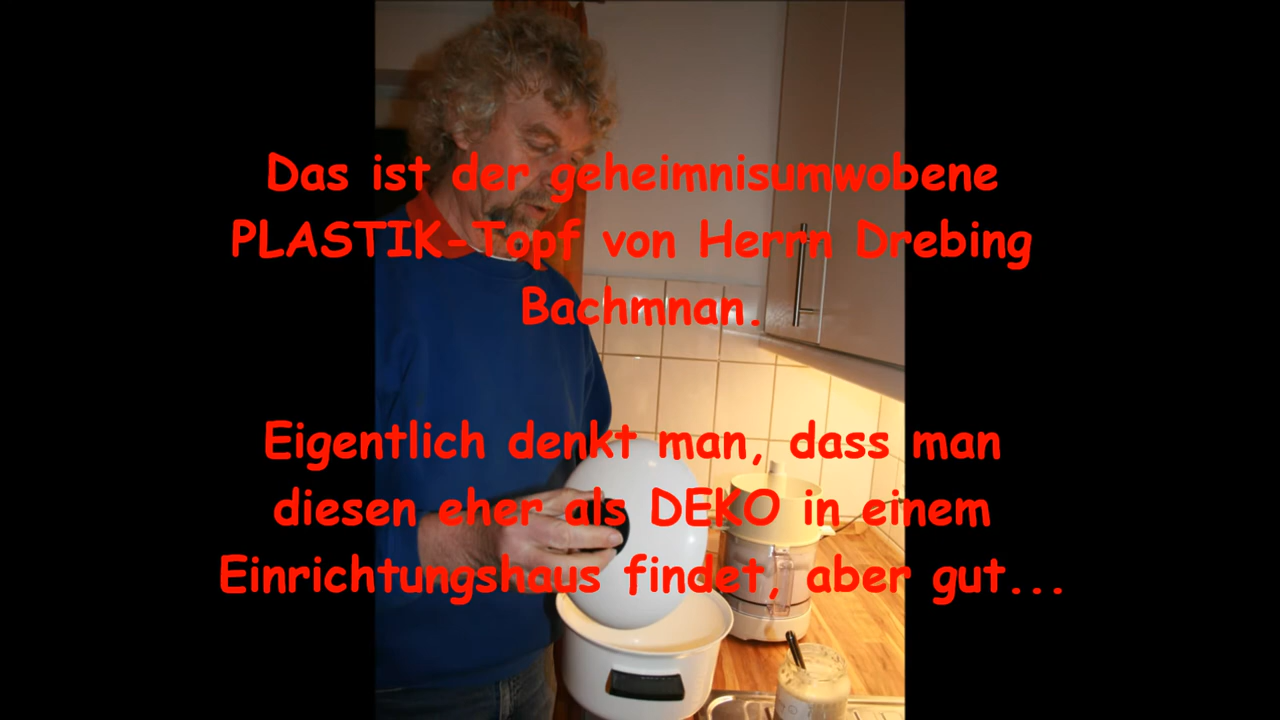 Das ist der geheimnisumwobene
PLASTIK-Topf von Herrn Drebing
Bachmnan.
Eigentlich denkt man, dass man
diesen eher als DEKO in einem
Einrichtungshaus findet, aber gut...